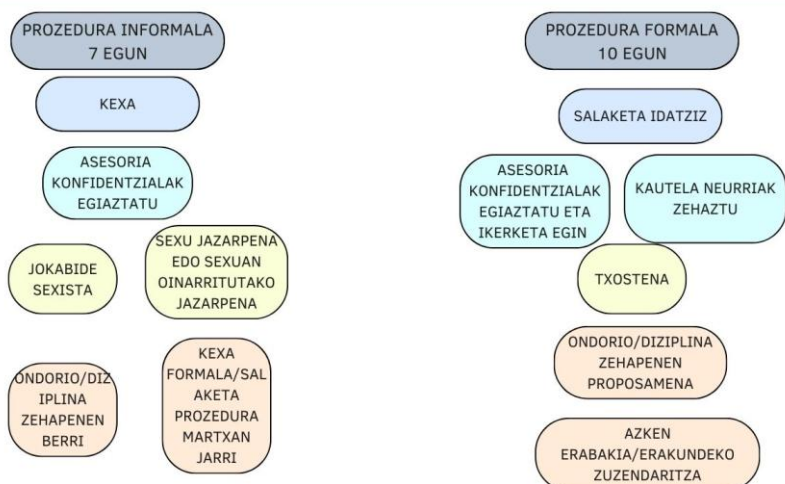 PROZEDURA INFORMALA
7 EGUN
KEXA
ASESORIA
KONFIDENTZIALAK
EGIAZTATU
JOKABIDE
SEXISTA
SEXU JAZARPENA
EDO SEXUAN
OINARRITUTAKO
JAZARPENA
ONDORIO/DIZ
IPLINA
ZEHAPENEN
BERRI
KEXA
FORMALA/SAL
AKETA
PROZEDURA
MARTXAN
JARRI
PROZEDURA FORMALA
10 EGUN
SALAKETA IDATZIZ
ASESORIA
KONFIDENTZIALAK
EGIAZTATU ETA
IKERKETA EGIN
KAUTELA NEURRIAK
ZEHAZTU
TXOSTENA
ONDORIO/DIZIPLINA
ZEHAPENEN
PROPOSAMENA
AZKEN
ERABAKIA/ERAKUNDEKO
ZUZENDARITZA